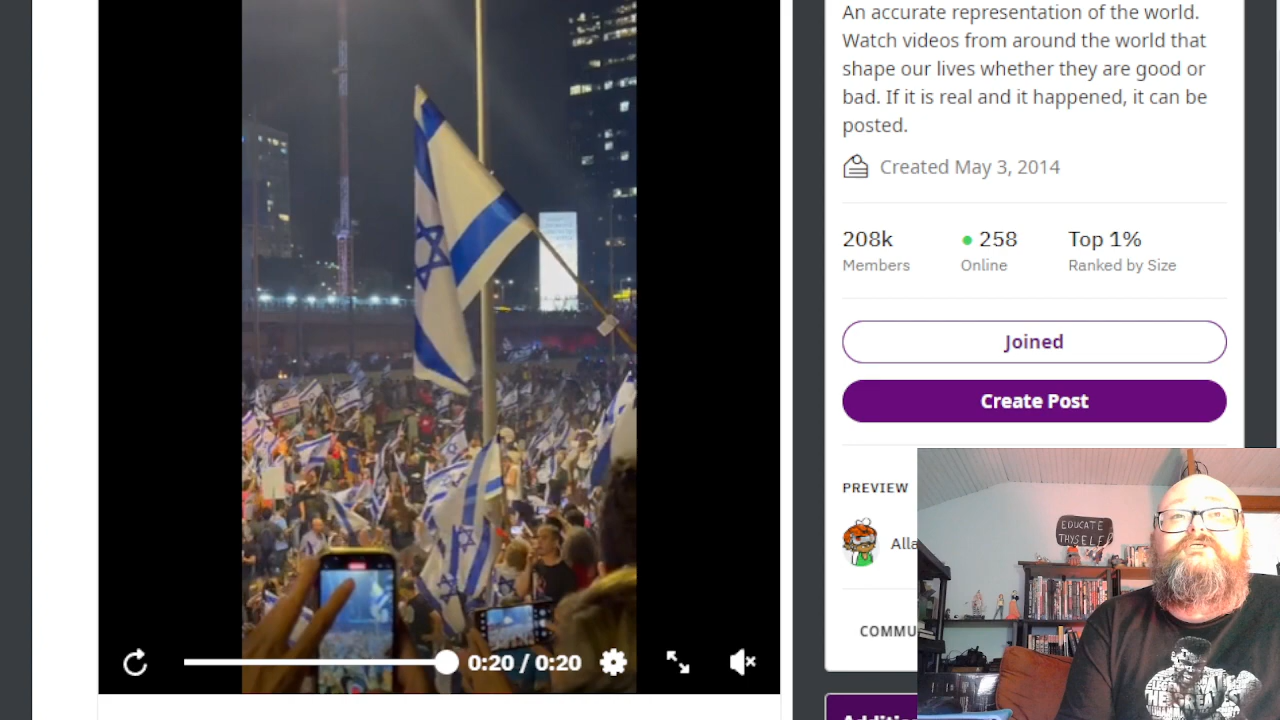 An accurate representation of the world.
Watch videos from around the world that
shape our lives whether they are good or
bad. If it is real and it happened, it can be
posted.
Created May 3, 2014
208k
258
Top 1%
Members
Online
Ranked by Size
Joined
Create Post
PREVIEW
Alla
COMMU
0:20 / 0:20
EDUCATE
THYSELF